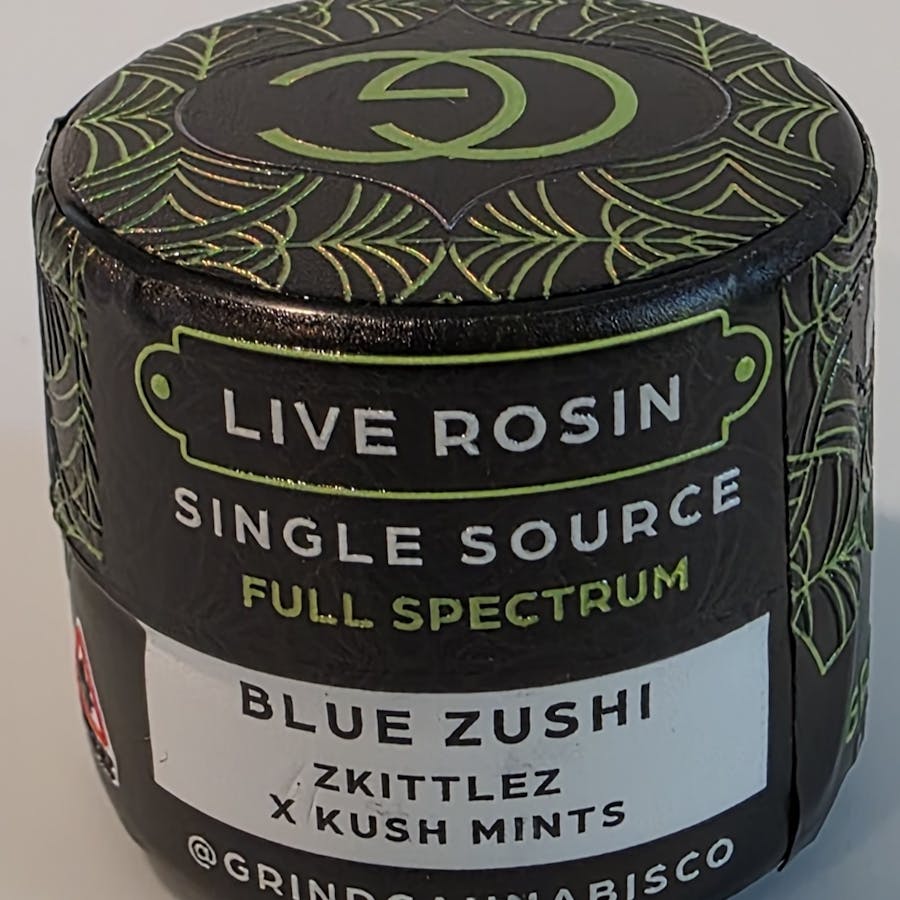 LIVE ROSIN
SINGLE SOURCE
FULL SPECTRUM
BLUE ZUSHI
ZKITTLEZ
X KUSH MINTS
@GRINDCANNABISCO